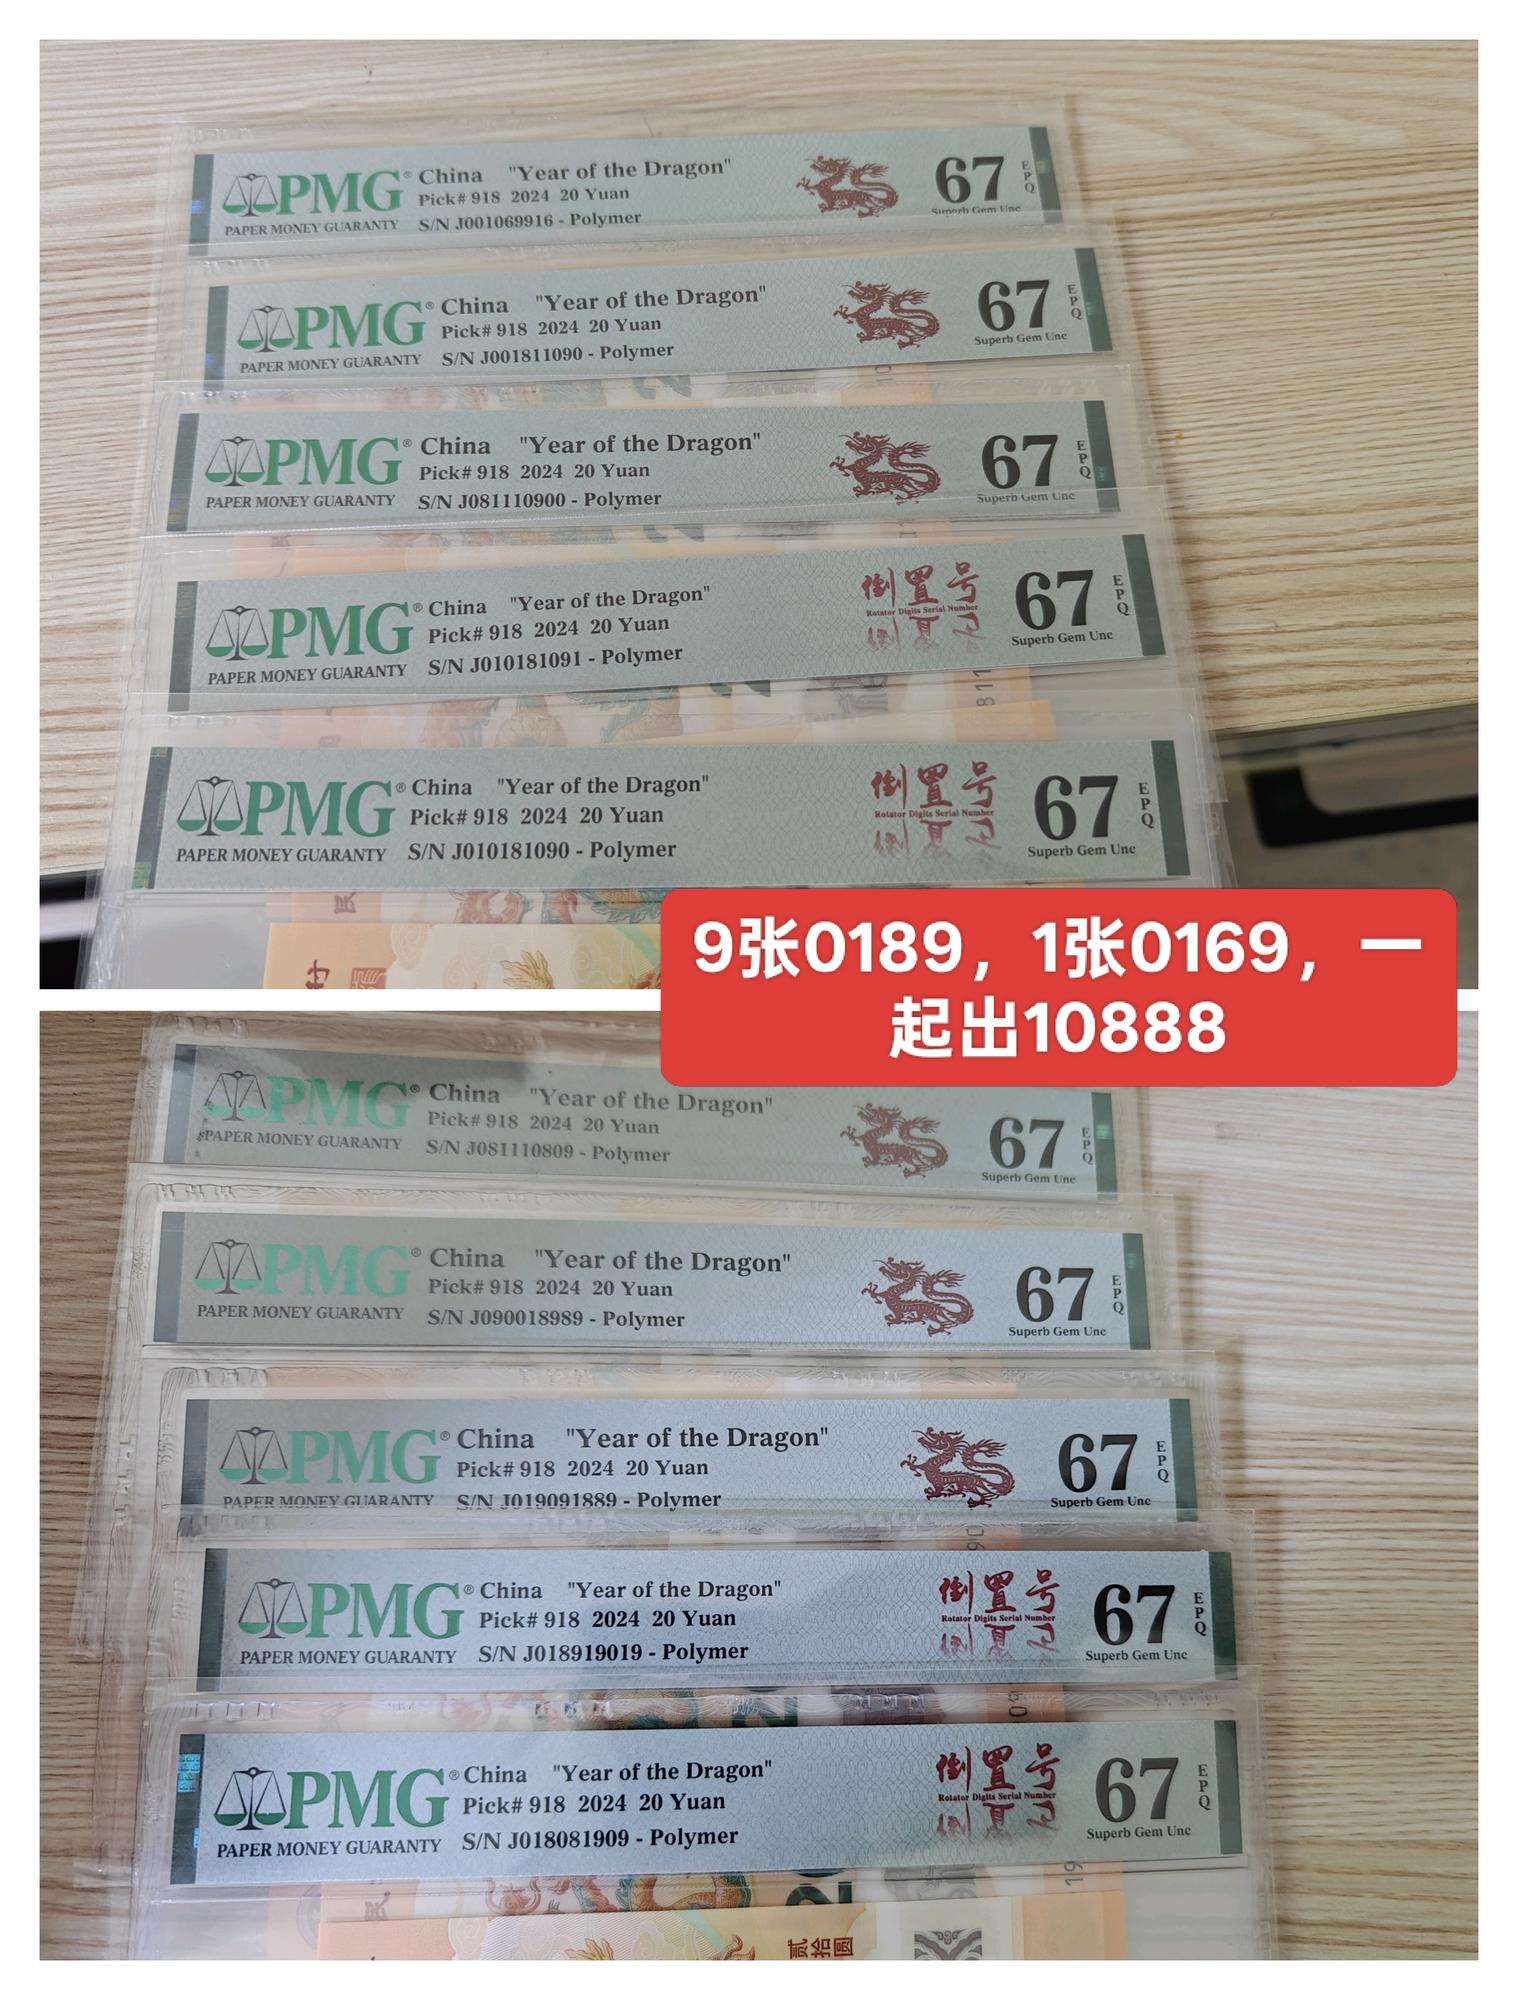 PMG®
PAPER MONEY GUARANTY
China "Year of the Dragon"
Pick# 918 2024 20 Yuan
S/N J001069916 - Polymer
67
EPQ
Superb Gem Unc
PMG®
PAPER MONEY GUARANTY
China "Year of the Dragon"
Pick# 918 2024 20 Yuan
S/N J001811090 - Polymer
67
EPQ
Superb Gem Unc
PMG®
PAPER MONEY GUARANTY
China "Year of the Dragon"
Pick# 918 2024 20 Yuan
S/N J081110900 - Polymer
67
EPQ
Superb Gem Unc
PMG®
PAPER MONEY GUARANTY
China "Year of the Dragon"
Pick# 918 2024 20 Yuan
S/N J010181091 - Polymer
倒置号
Rotator Digits Serial Number
67
EPQ
Superb Gem Unc
PMG®
PAPER MONEY GUARANTY
China "Year of the Dragon"
Pick# 918 2024 20 Yuan
S/N J010181090 - Polymer
倒置号
Rotator Digits Serial Number
67
EPQ
Superb Gem Unc
9张0189，1张0169，一
起出10888
PMG®
PAPER MONEY GUARANTY
China "Year of the Dragon"
Pick# 918 2024 20 Yuan
S/N J081110809 - Polymer
67
EPQ
Superb Gem Unc
PMG®
PAPER MONEY GUARANTY
China "Year of the Dragon"
Pick# 918 2024 20 Yuan
S/N J090018989 - Polymer
67
EPQ
Superb Gem Unc
PMG®
PAPER MONEY GUARANTY
China "Year of the Dragon"
Pick# 918 2024 20 Yuan
S/N J019091889 - Polymer
67
EPQ
Superb Gem Unc
PMG®
PAPER MONEY GUARANTY
China "Year of the Dragon"
Pick# 918 2024 20 Yuan
S/N J018919019 - Polymer
倒置号
Rotator Digits Serial Number
67
EPQ
Superb Gem Unc
PMG®
PAPER MONEY GUARANTY
China "Year of the Dragon"
Pick# 918 2024 20 Yuan
S/N J018081909 - Polymer
倒置号
Rotator Digits Serial Number
67
EPQ
Superb Gem Unc
贰拾圆